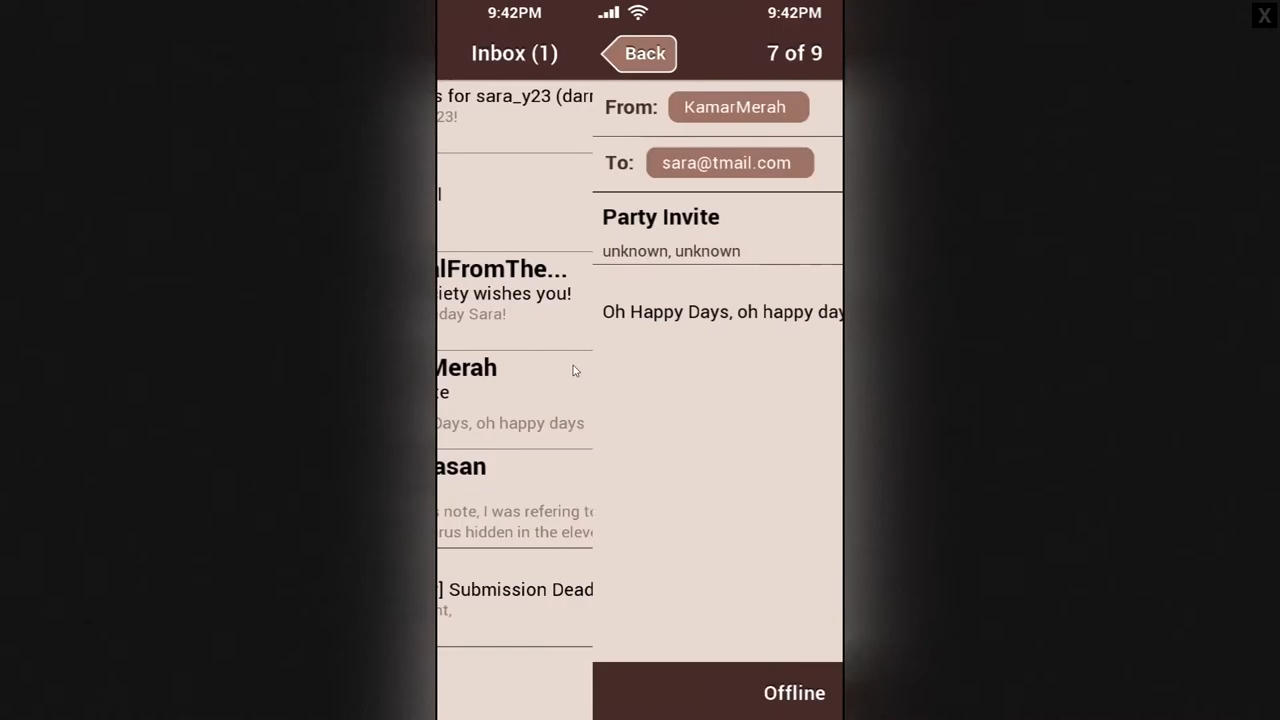 X
9:42PM
Inbox (1)
s for sara_y23 (darr
23!
l
lFromThe...
iety wishes you!
day Sara!
Merah
te
Days, oh happy days
asan
s note, I was refering to
rus hidden in the eleve
] Submission Dead
nt,
9:42PM
Back
7 of 9
From: KamarMerah
To: sara@tmail.com
Party Invite
unknown, unknown
Oh Happy Days, oh happy day
Offline